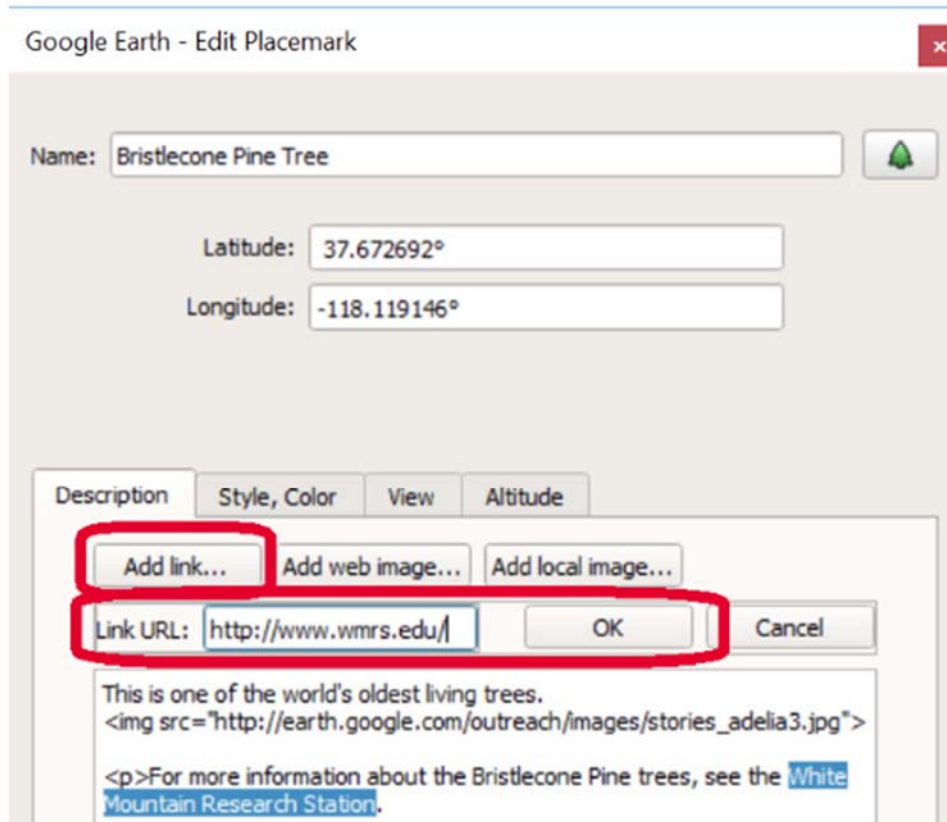 Google Earth - Edit Placemark
x
Name: Bristlecone Pine Tree
Latitude: 37.672692°
Longitude: -118.119146°
Description Style, Color View Altitude
Add link... Add web image... Add local image...
Link URL: http://www.wmrs.edu/ OK Cancel
This is one of the world's oldest living trees.
<img src="http://earth.google.com/outreach/images/stories_adelia3.jpg">
<p>For more information about the Bristlecone Pine trees, see the White
Mountain Research Station.